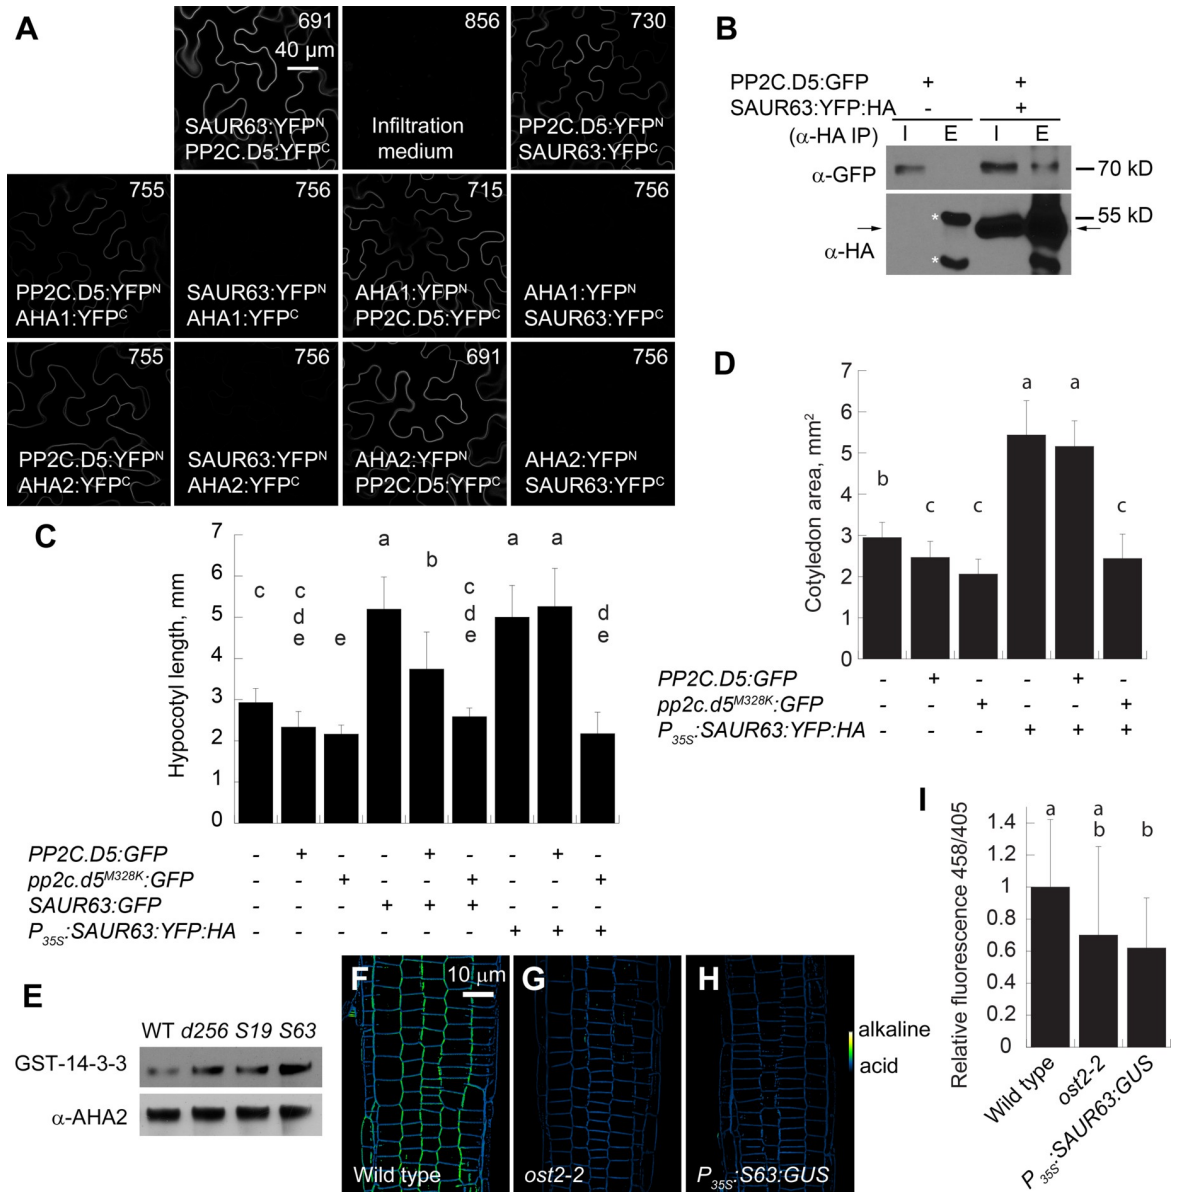 A
691
40 µm
SAUR63:YFPᴺ
PP2C.D5:YFPᶜ
856
Infiltration
medium
730
PP2C.D5:YFPᴺ
SAUR63:YFPᶜ
755
PP2C.D5:YFPᴺ
AHA1:YFPᶜ
756
SAUR63:YFPᴺ
AHA1:YFPᶜ
715
AHA1:YFPᴺ
PP2C.D5:YFPᶜ
756
AHA1:YFPᴺ
SAUR63:YFPᶜ
755
PP2C.D5:YFPᴺ
AHA2:YFPᶜ
756
SAUR63:YFPᴺ
AHA2:YFPᶜ
691
AHA2:YFPᴺ
PP2C.D5:YFPᶜ
756
AHA2:YFPᴺ
SAUR63:YFPᶜ
B
PP2C.D5:GFP + +
SAUR63:YFP:HA - +
(α-HA IP) I E I E
α-GFP
70 kD
55 kD
*
*
α-HA
C
Hypocotyl length, mm
7
6
5
4
3
2
1
0
c
c
d
e
e
a
b
c
d
e
a
a
d
e
PP2C.D5:GFP - + - - + - - + -
pp2c.d5ᴹ³²⁸ᴷ:GFP - - + - - + - - +
SAUR63:GFP - - - + + + - - -
P35S:SAUR63:YFP:HA - - - - - - + + +
D
Cotyledon area, mm²
7
6
5
4
3
2
1
0
b
c
c
a
a
c
PP2C.D5:GFP - + - - + -
pp2c.d5ᴹ³²⁸ᴷ:GFP - - + - - +
P35S:SAUR63:YFP:HA - - - + + +
E
WT d256 S19 S63
GST-14-3-3
α-AHA2
F
10 µm
Wild type
G
ost2-2
H
P35S:S63:GUS
alkaline
acid
I
Relative fluorescence 458/405
1.4
1.2
1
0.8
0.6
0.4
0.2
0
a
a
b
b
Wild type
ost2-2
P35S:SAUR63:GUS